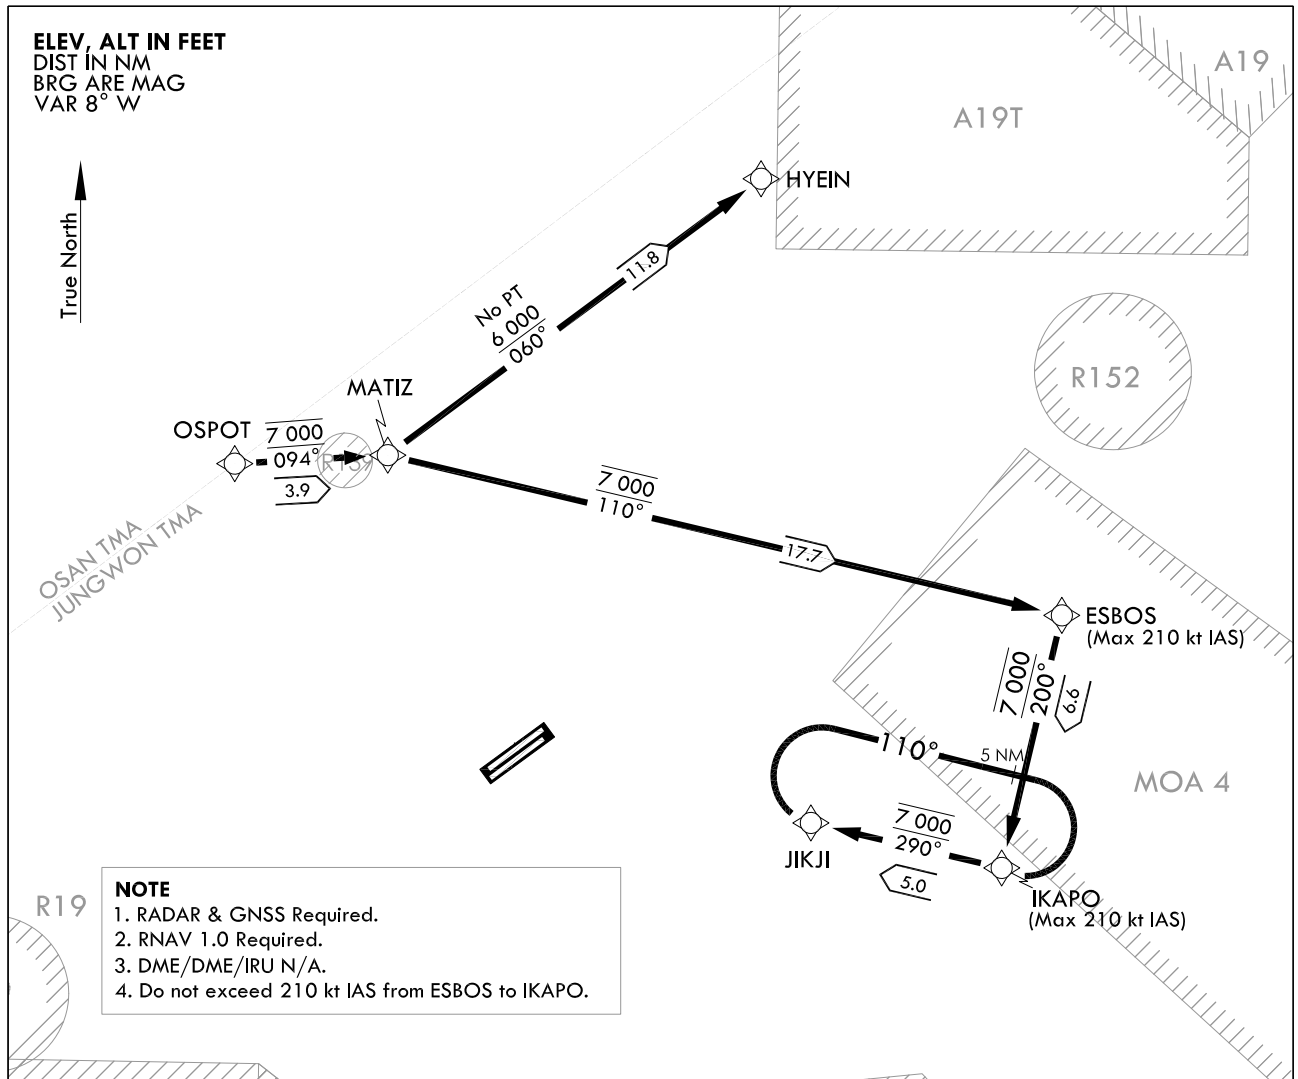 ELEV, ALT IN FEET
DIST IN NM
BRG ARE MAG
VAR 8° W
True North
A19
A19T
HYEIN
11.8
No PT
6 000
060°
R152
MATIZ
OSPOT
7 000
094°
R139
3.9
7 000
110°
17.7
OSAN TMA
JUNGWON TMA
ESBOS
(Max 210 kt IAS)
7 000
200°
6.6
110°
5 NM
MOA 4
7 000
290°
JIKJI
5.0
IKAPO
(Max 210 kt IAS)
R19
NOTE
1. RADAR & GNSS Required.
2. RNAV 1.0 Required.
3. DME/DME/IRU N/A.
4. Do not exceed 210 kt IAS from ESBOS to IKAPO.